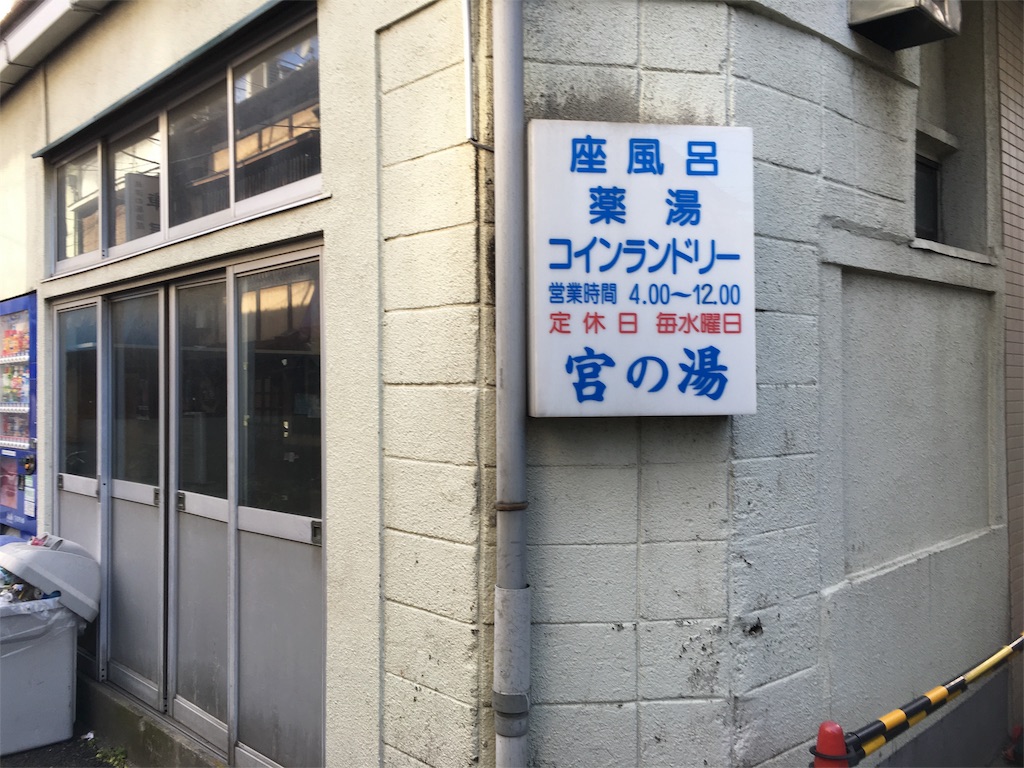 座風呂
薬湯
コインランドリー
営業時間 4.00～12.00
定休日 毎水曜日
宮の湯